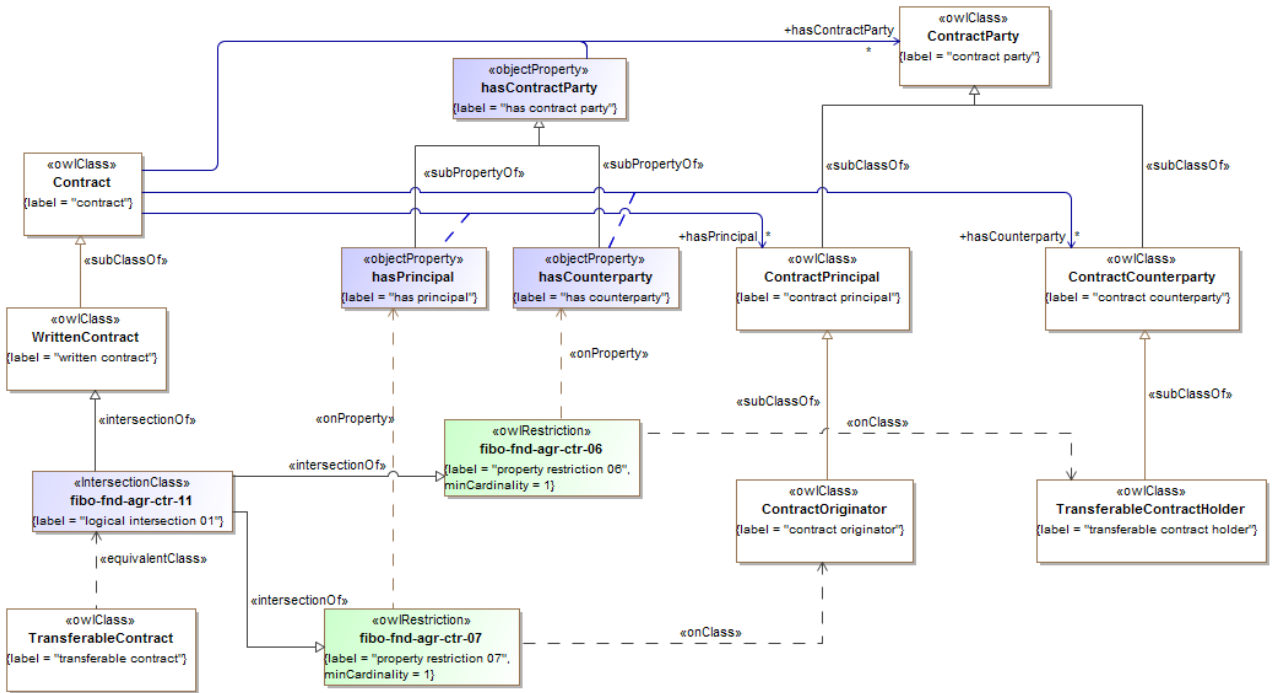 «owlClass»
ContractParty
{label = "contract party"}
+hasContractParty
*
«objectProperty»
hasContractParty
{label = "has contract party"}
«owlClass»
Contract
{label = "contract"}
«subPropertyOf»
«subPropertyOf»
«subClassOf»
«subClassOf»
+hasPrincipal
*
+hasCounterparty
*
«subClassOf»
«objectProperty»
hasPrincipal
{label = "has principal"}
«objectProperty»
hasCounterparty
{label = "has counterparty"}
«owlClass»
ContractPrincipal
{label = "contract principal"}
«owlClass»
ContractCounterparty
{label = "contract counterparty"}
«owlClass»
WrittenContract
{label = "written contract"}
«onProperty»
«subClassOf»
«subClassOf»
«intersectionOf»
«onProperty»
«onClass»
«owlRestriction»
fibo-fnd-agr-ctr-06
{label = "property restriction 06",
minCardinality = 1}
«intersectionOf»
«IntersectionClass»
fibo-fnd-agr-ctr-11
{label = "logical intersection 01"}
«owlClass»
ContractOriginator
{label = "contract originator"}
«owlClass»
TransferableContractHolder
{label = "transferable contract holder"}
«equivalentClass»
«intersectionOf»
«owlClass»
TransferableContract
{label = "transferable contract"}
«owlRestriction»
fibo-fnd-agr-ctr-07
{label = "property restriction 07",
minCardinality = 1}
«onClass»